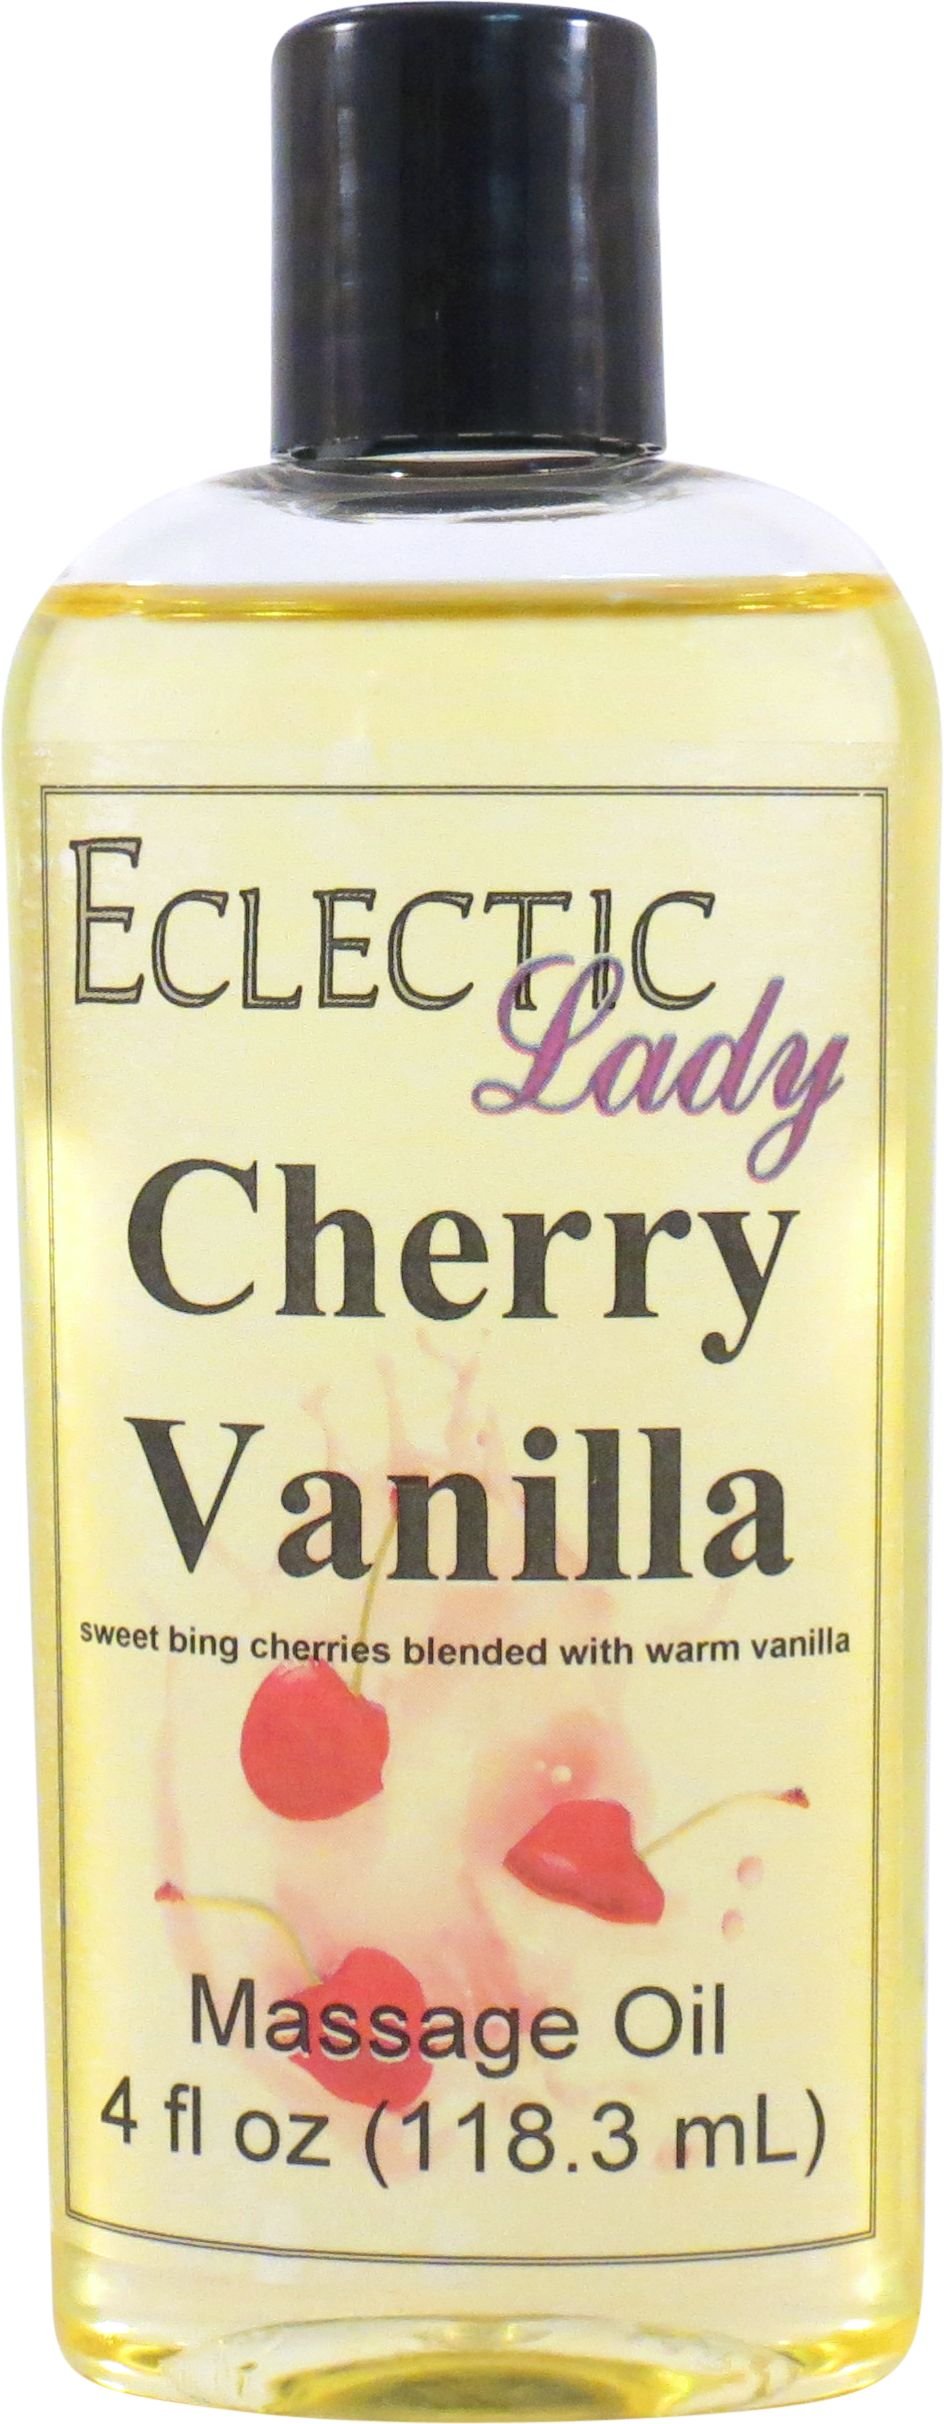 ECLECTIC
Lady
Cherry
Vanilla
sweet bing cherries blended with warm vanilla
Massage Oil
4 fl oz (118.3 mL)